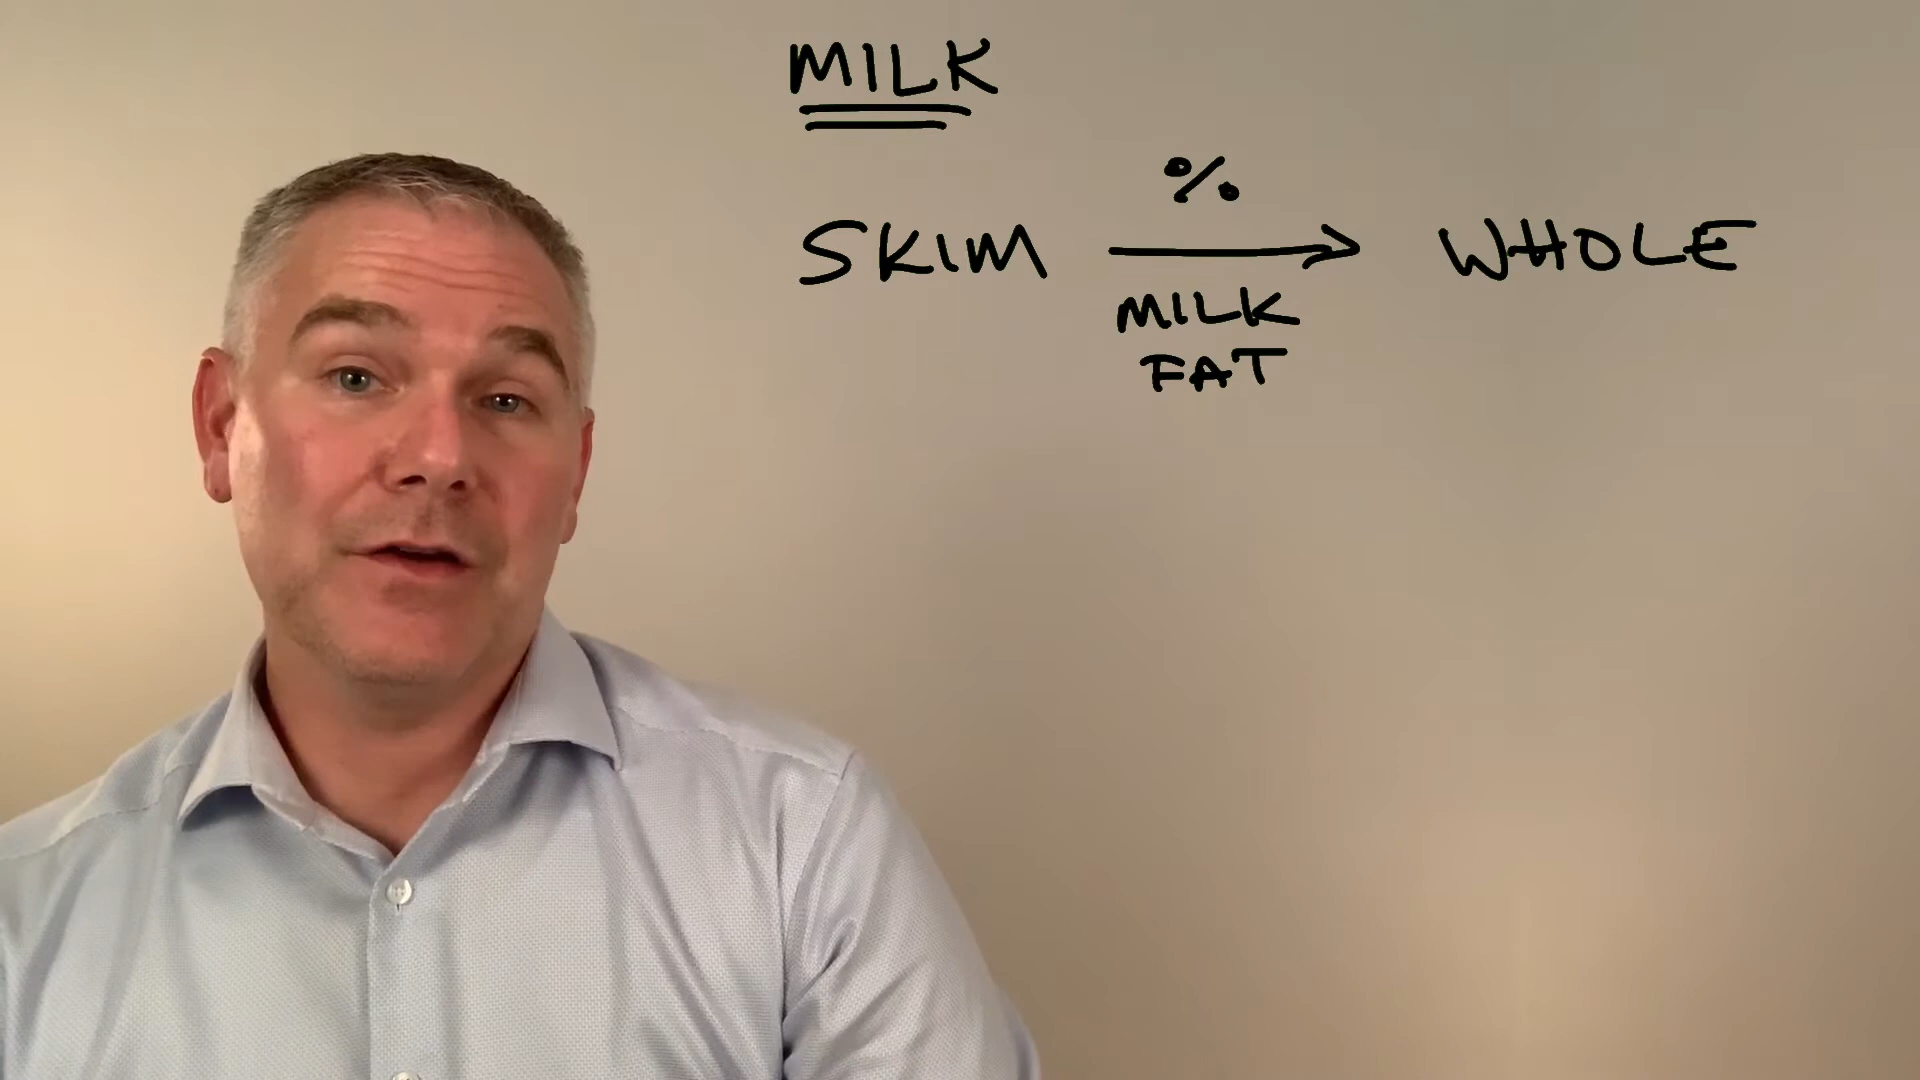 MILK
%
SKIM → WHOLE
MILK
FAT